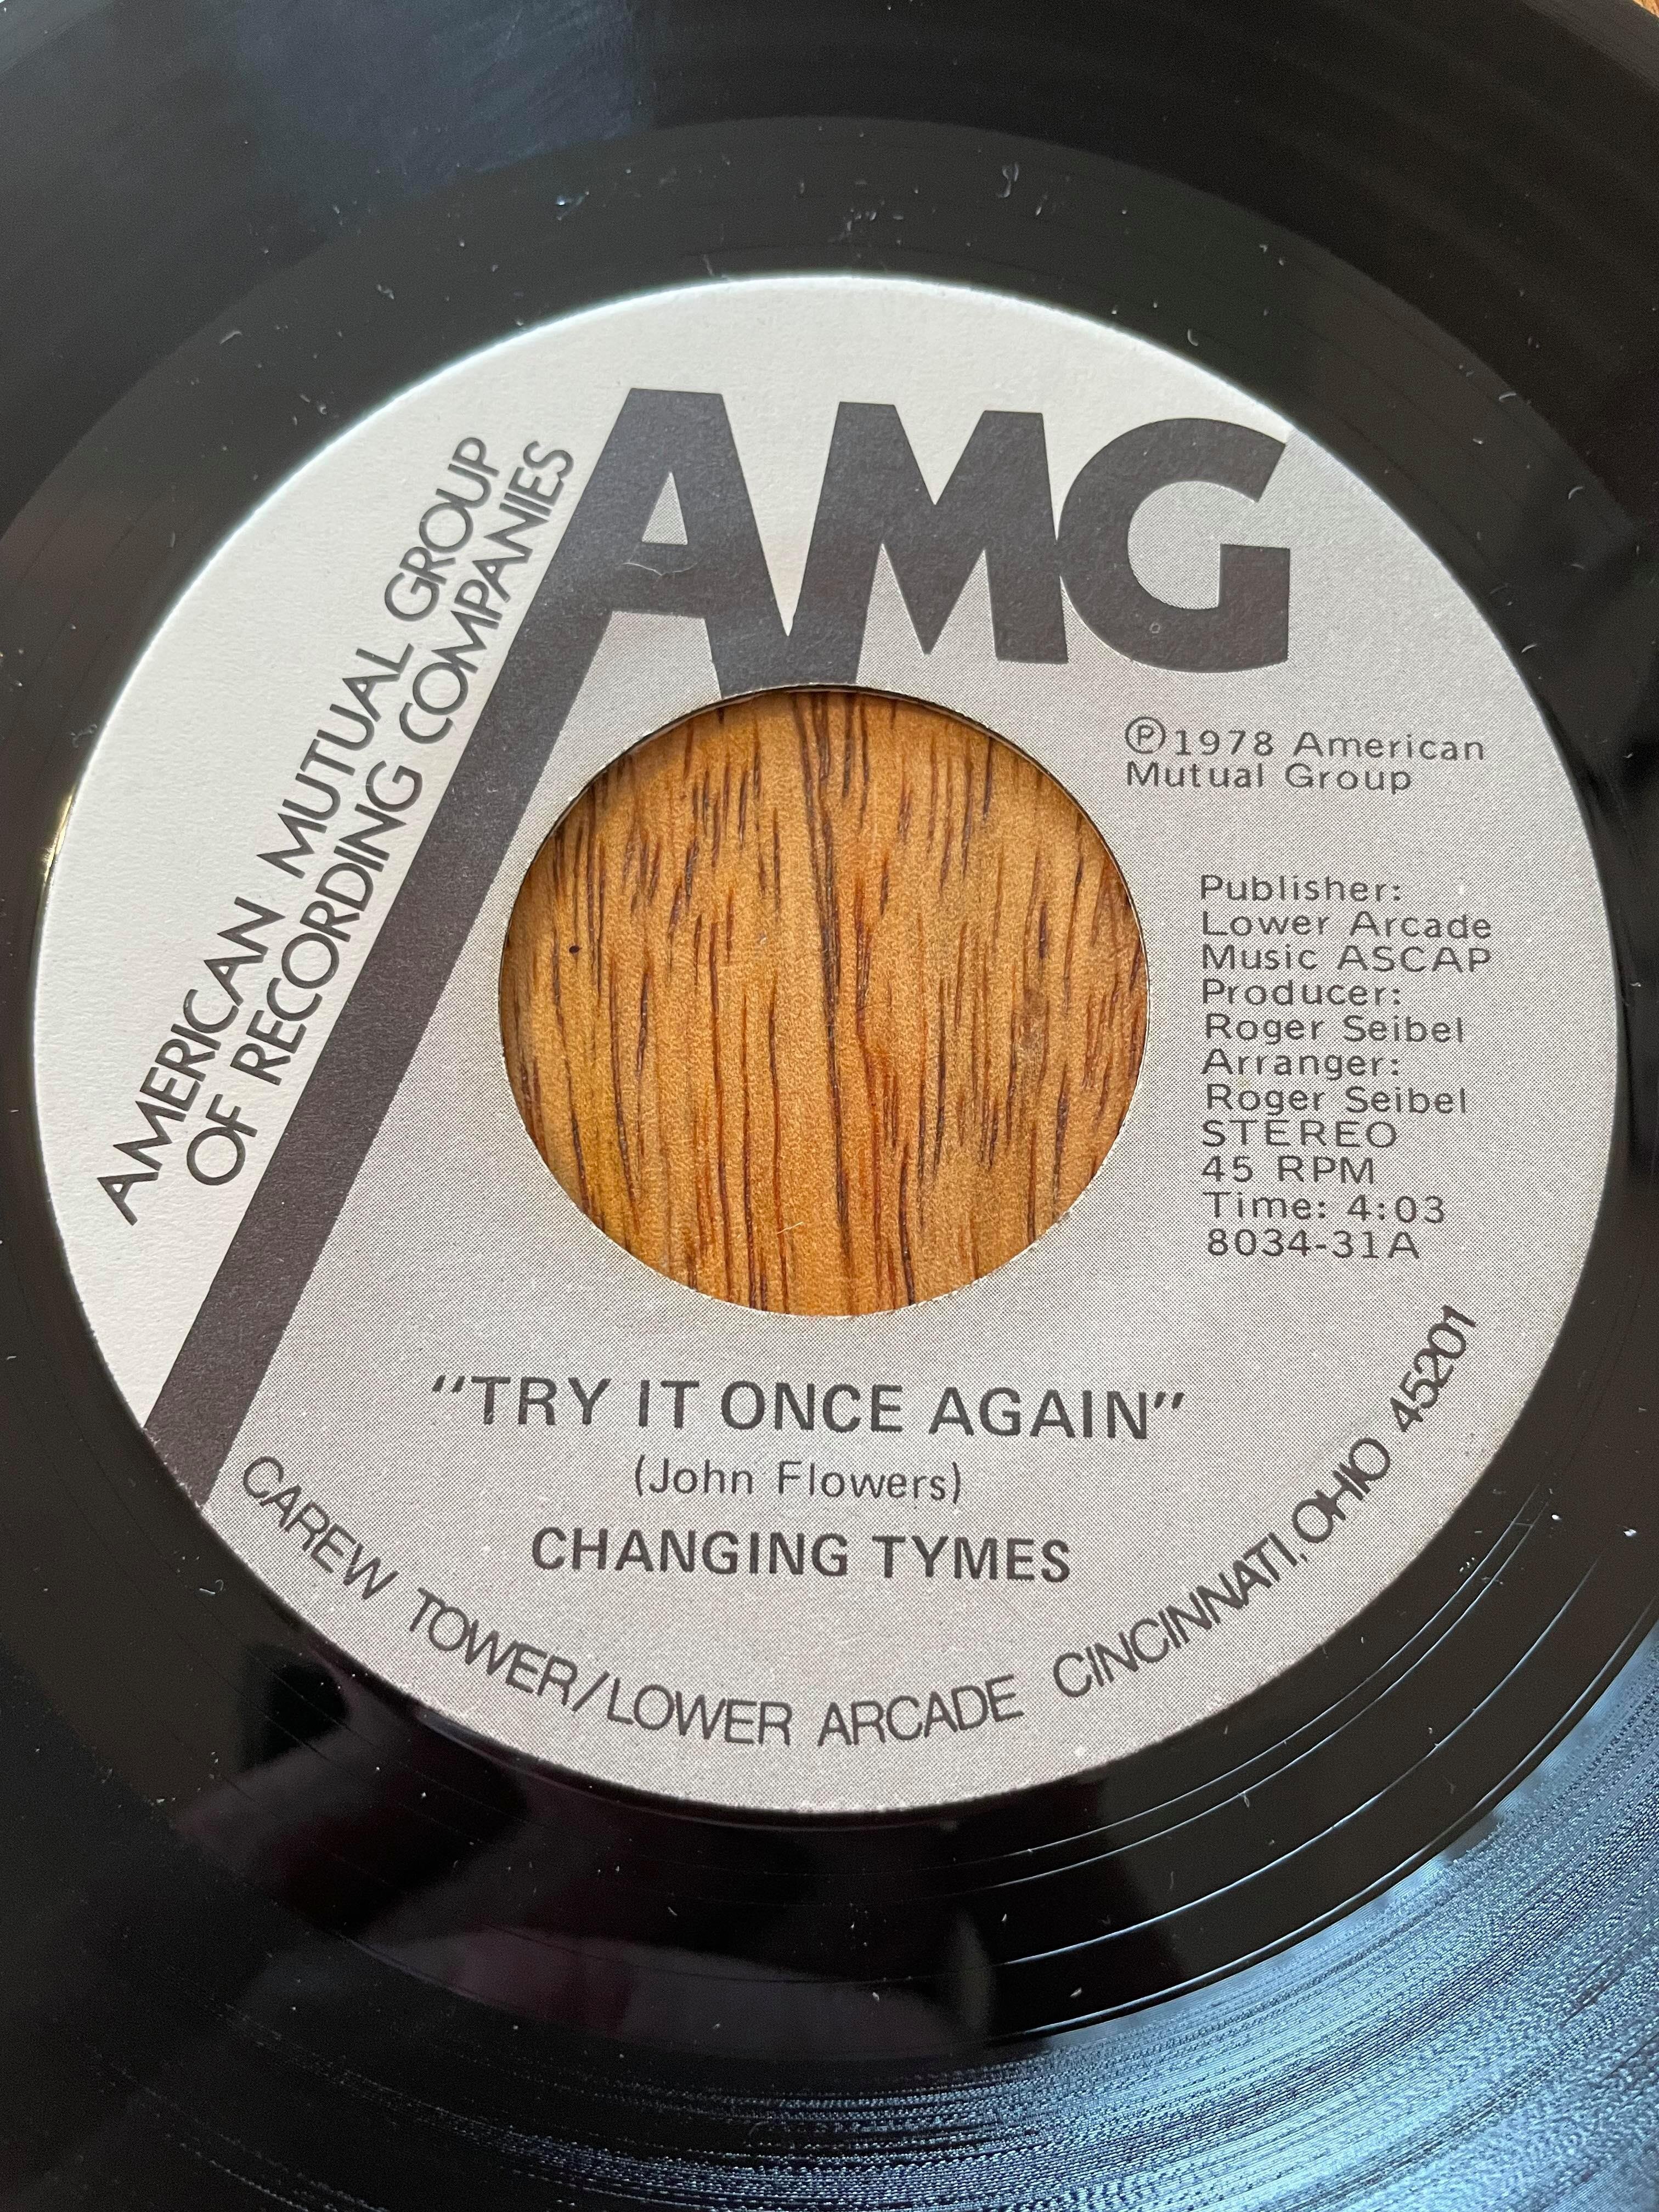 AMG
AMERICAN MUTUAL GROUP
OF RECORDING COMPANIES
Ⓟ1978 American
Mutual Group
Publisher:
Lower Arcade
Music ASCAP
Producer:
Roger Seibel
Arranger:
Roger Seibel
STEREO
45 RPM
Time: 4:03
8034-31A
"TRY IT ONCE AGAIN"
(John Flowers)
CHANGING TYMES
CAREW TOWER/LOWER ARCADE CINCINNATI, OHIO 45201